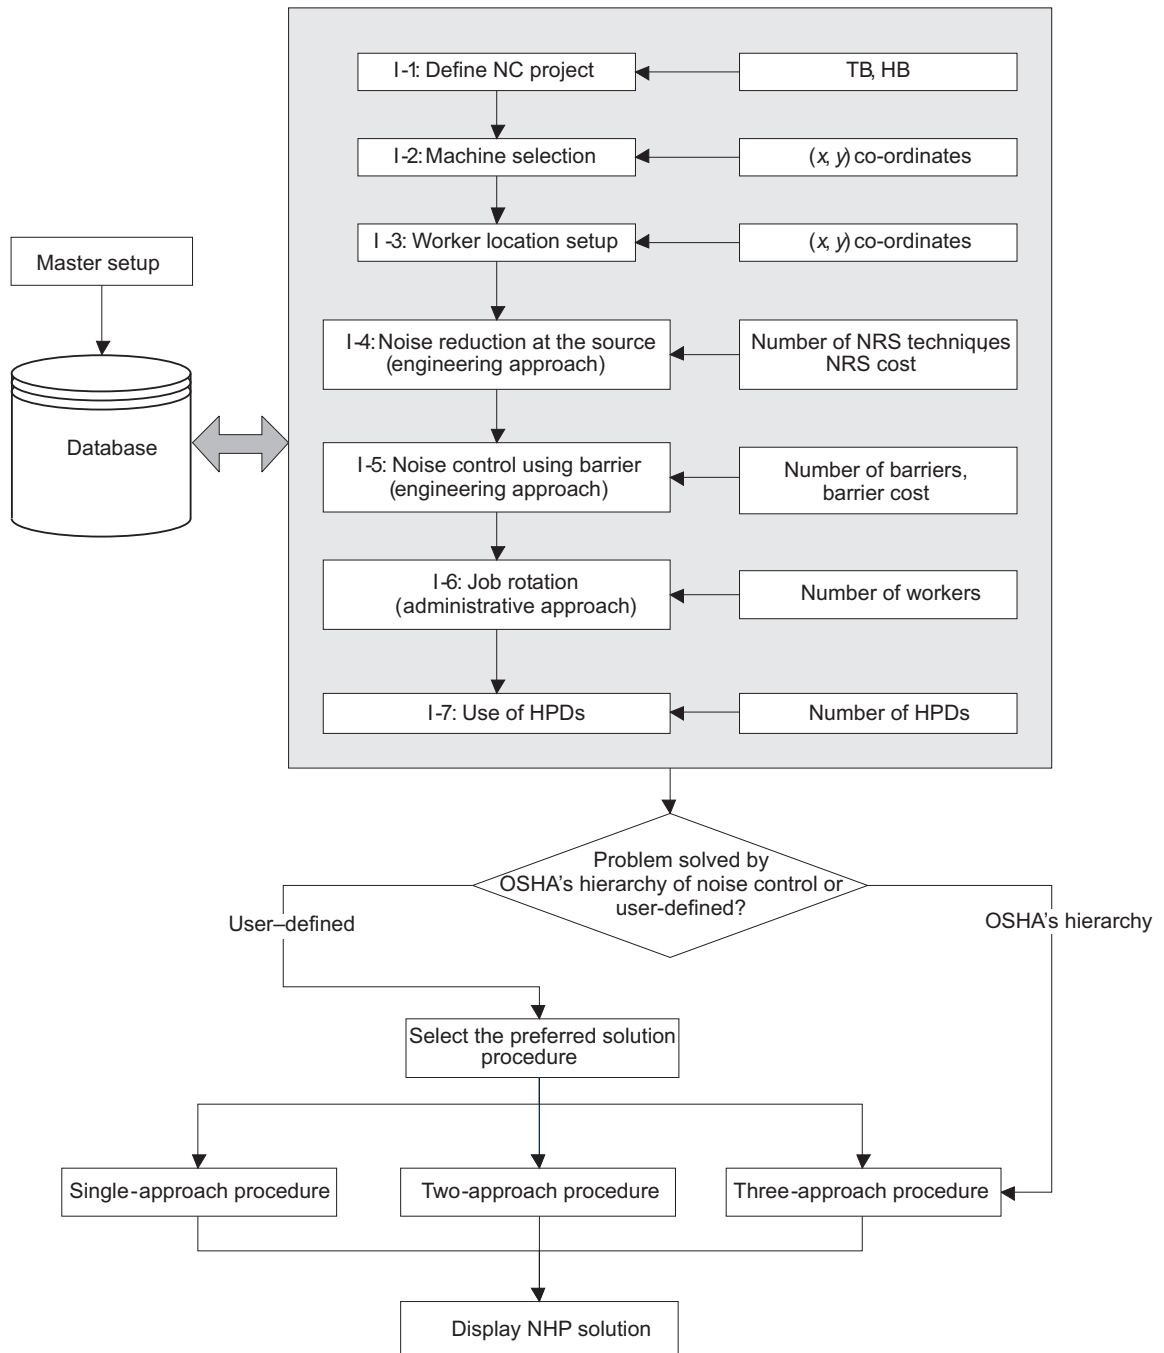 I-1: Define NC project
TB, HB
I-2: Machine selection
(x, y) co-ordinates
I-3: Worker location setup
(x, y) co-ordinates
Master setup
Database
I-4: Noise reduction at the source
(engineering approach)
Number of NRS techniques,
NRS cost
I-5: Noise control using barrier
(engineering approach)
Number of barriers,
barrier cost
I-6: Job rotation
(administrative approach)
Number of workers
I-7: Use of HPDs
Number of HPDs
Problem solved by
OSHA's hierarchy of noise control or
user-defined?
User–defined
OSHA's hierarchy
Select the preferred solution
procedure
Single-approach procedure
Two-approach procedure
Three-approach procedure
Display NHP solution